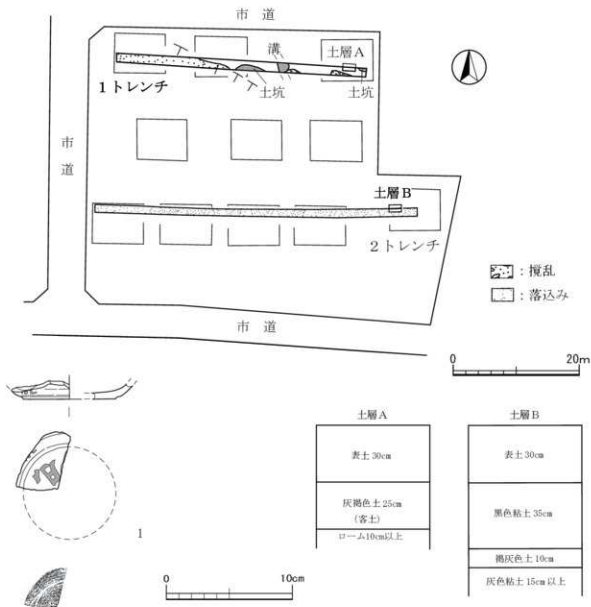 市 道
溝
土層A
1トレンチ
土坑
土坑
市
道
土層B
2トレンチ
：撹乱
：落込み
市 道
0 20m
土層A
表土 30cm
灰褐色土 25cm
(客土)
ローム10cm以上
土層B
表土 30cm
黒色粘土 35cm
褐灰色土 10cm
灰色粘土 15cm以上
1
0 10cm